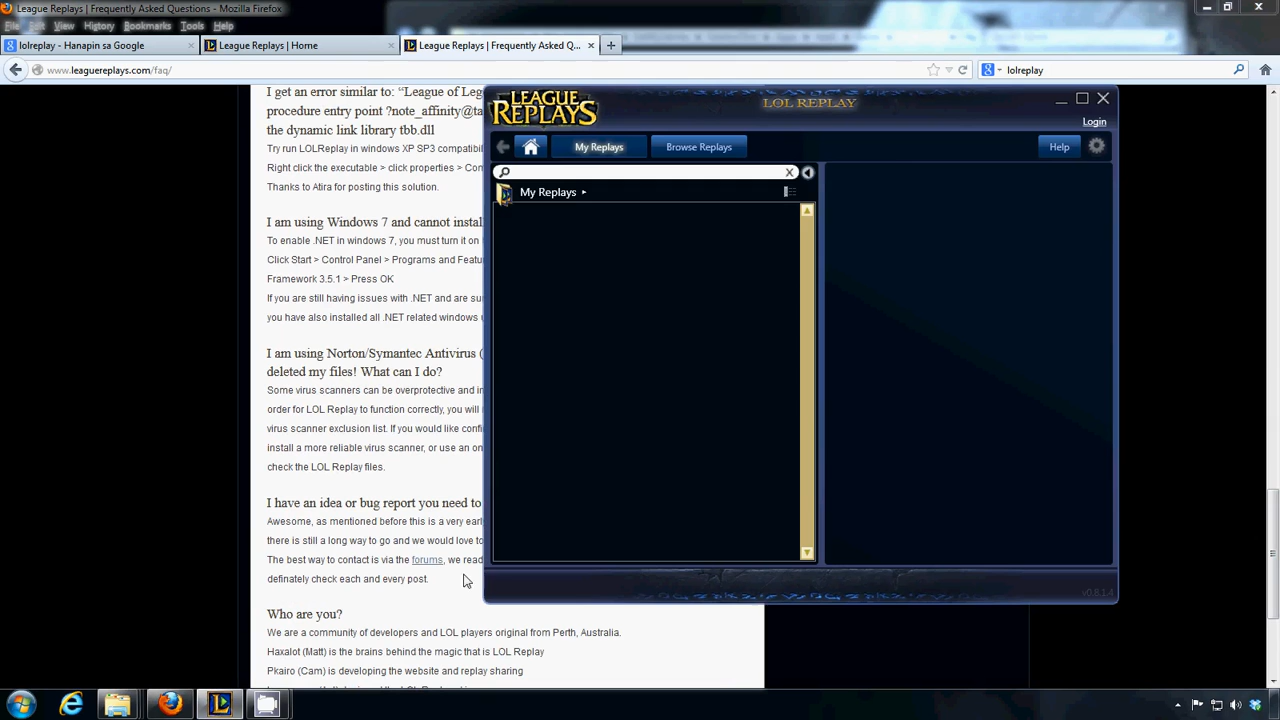 League Replays | Frequently Asked Questions - Mozilla Firefox
File Edit View History Bookmarks Tools Help
lolreplay - Hanapin sa Google
League Replays | Home
League Replays | Frequently Asked Q...
www.leaguereplays.com/faq/
lolreplay
I get an error similar to: “League of Leg
procedure entry point ?note_affinity@ta
the dynamic link library tbb.dll
Try run LOLReplay in windows XP SP3 compatibil
Right click the executable > click properties > Com
Thanks to Atira for posting this solution.
I am using Windows 7 and cannot instal
To enable .NET in windows 7, you must turn it on
Click Start > Control Panel > Programs and Featu
Framework 3.5.1 > Press OK
If you are still having issues with .NET and are su
you have also installed all .NET related windows u
I am using Norton/Symantec Antivirus (
deleted my files! What can I do?
Some virus scanners can be overprotective and in
order for LOL Replay to function correctly, you will
virus scanner exclusion list. If you would like confi
install a more reliable virus scanner, or use an on
check the LOL Replay files.
I have an idea or bug report you need to
Awesome, as mentioned before this is a very earl
there is still a long way to go and we would love to
The best way to contact is via the forums, we read
definately check each and every post.
Who are you?
We are a community of developers and LOL players original from Perth, Australia.
Haxalot (Matt) is the brains behind the magic that is LOL Replay
Pkairo (Cam) is developing the website and replay sharing
LEAGUE
REPLAYS
LOL REPLAY
Login
My Replays
Browse Replays
Help
My Replays
v0.8.1.4